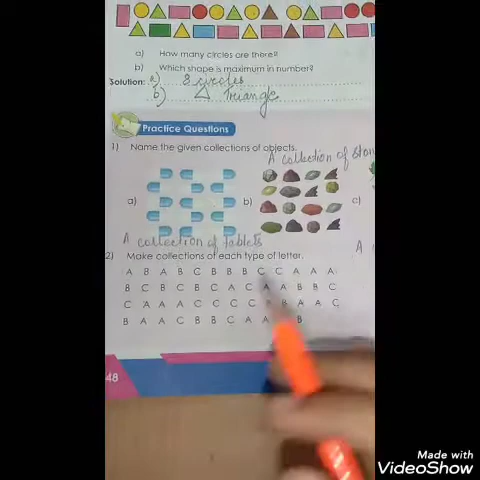 a) How many circles are there?
b) Which shape is maximum in number?
Solution: a) 8 circles
b) △ Triangle
Practice Questions
1) Name the given collections of objects.
A collection of
a) b) c)
A collection of tablets A
2) Make collections of each type of letter.
A B A B C B B B C C A A A
B C B C B C A C A A B B C
C A A A C C C C B A A C
B A A C B B C A A B
48
Made with
VideoShow